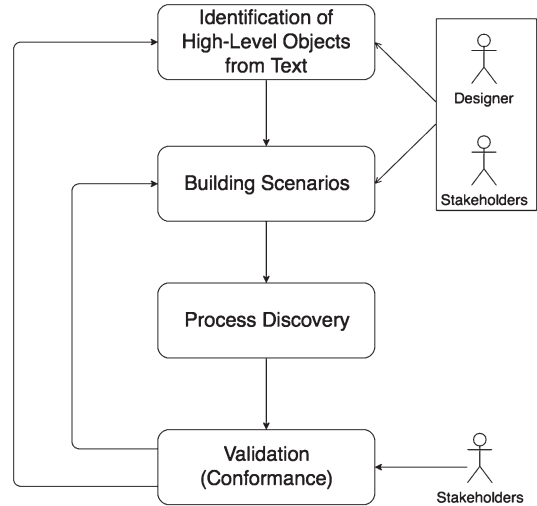 Identification of
High-Level Objects
from Text
Designer
Building Scenarios
Stakeholders
Process Discovery
Validation
(Conformance)
Stakeholders